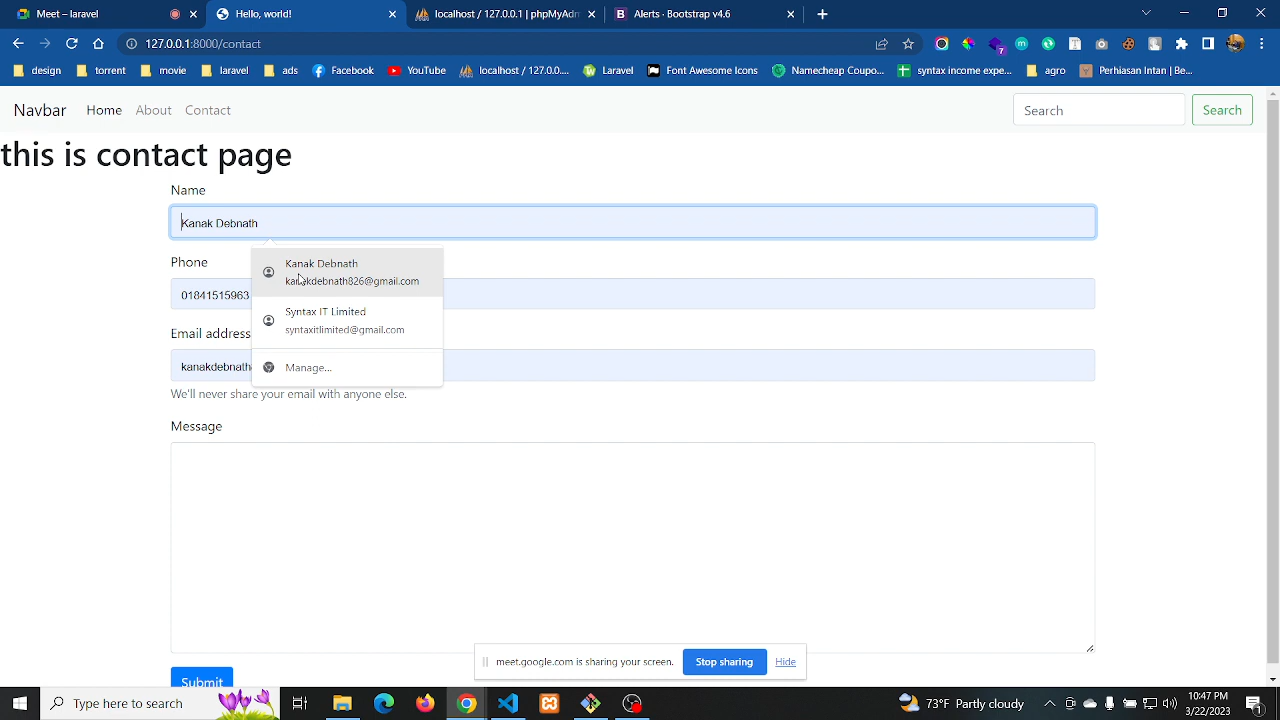 Meet – laravel
Hello, world!
localhost / 127.0.0.1 | phpMyAdm
Alerts · Bootstrap v4.6
127.0.0.1:8000/contact
7
design
torrent
movie
laravel
ads
Facebook
YouTube
localhost / 127.0.0....
Laravel
Font Awesome Icons
Namecheap Coupo...
syntax income expe...
agro
Perhiasan Intan | Be...
Navbar
Home
About
Contact
Search
Search
this is contact page
Name
Kanak Debnath
Kanak Debnath
kanakdebnath826@gmail.com
Phone
01841515963
Syntax IT Limited
syntaxitlimited@gmail.com
Email address
kanakdebnath
Manage...
We'll never share your email with anyone else.
Message
meet.google.com is sharing your screen.
Stop sharing
Hide
Submit
Type here to search
73°F Partly cloudy
10:47 PM
3/22/2023